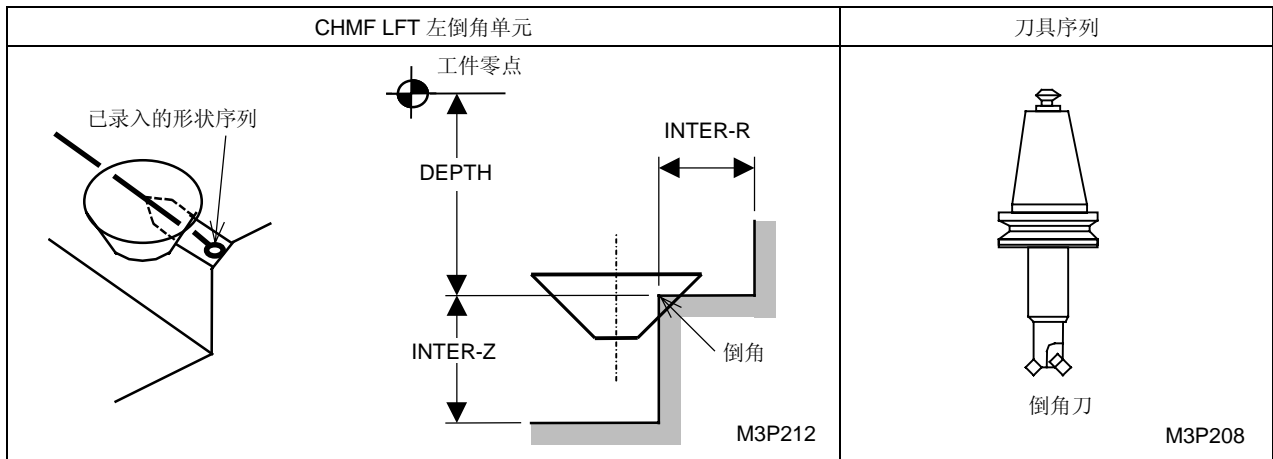 CHMF LFT 左倒角单元
刀具序列
工件零点
已录入的形状序列
INTER-R
DEPTH
INTER-Z
倒角
M3P212
倒角刀
M3P208